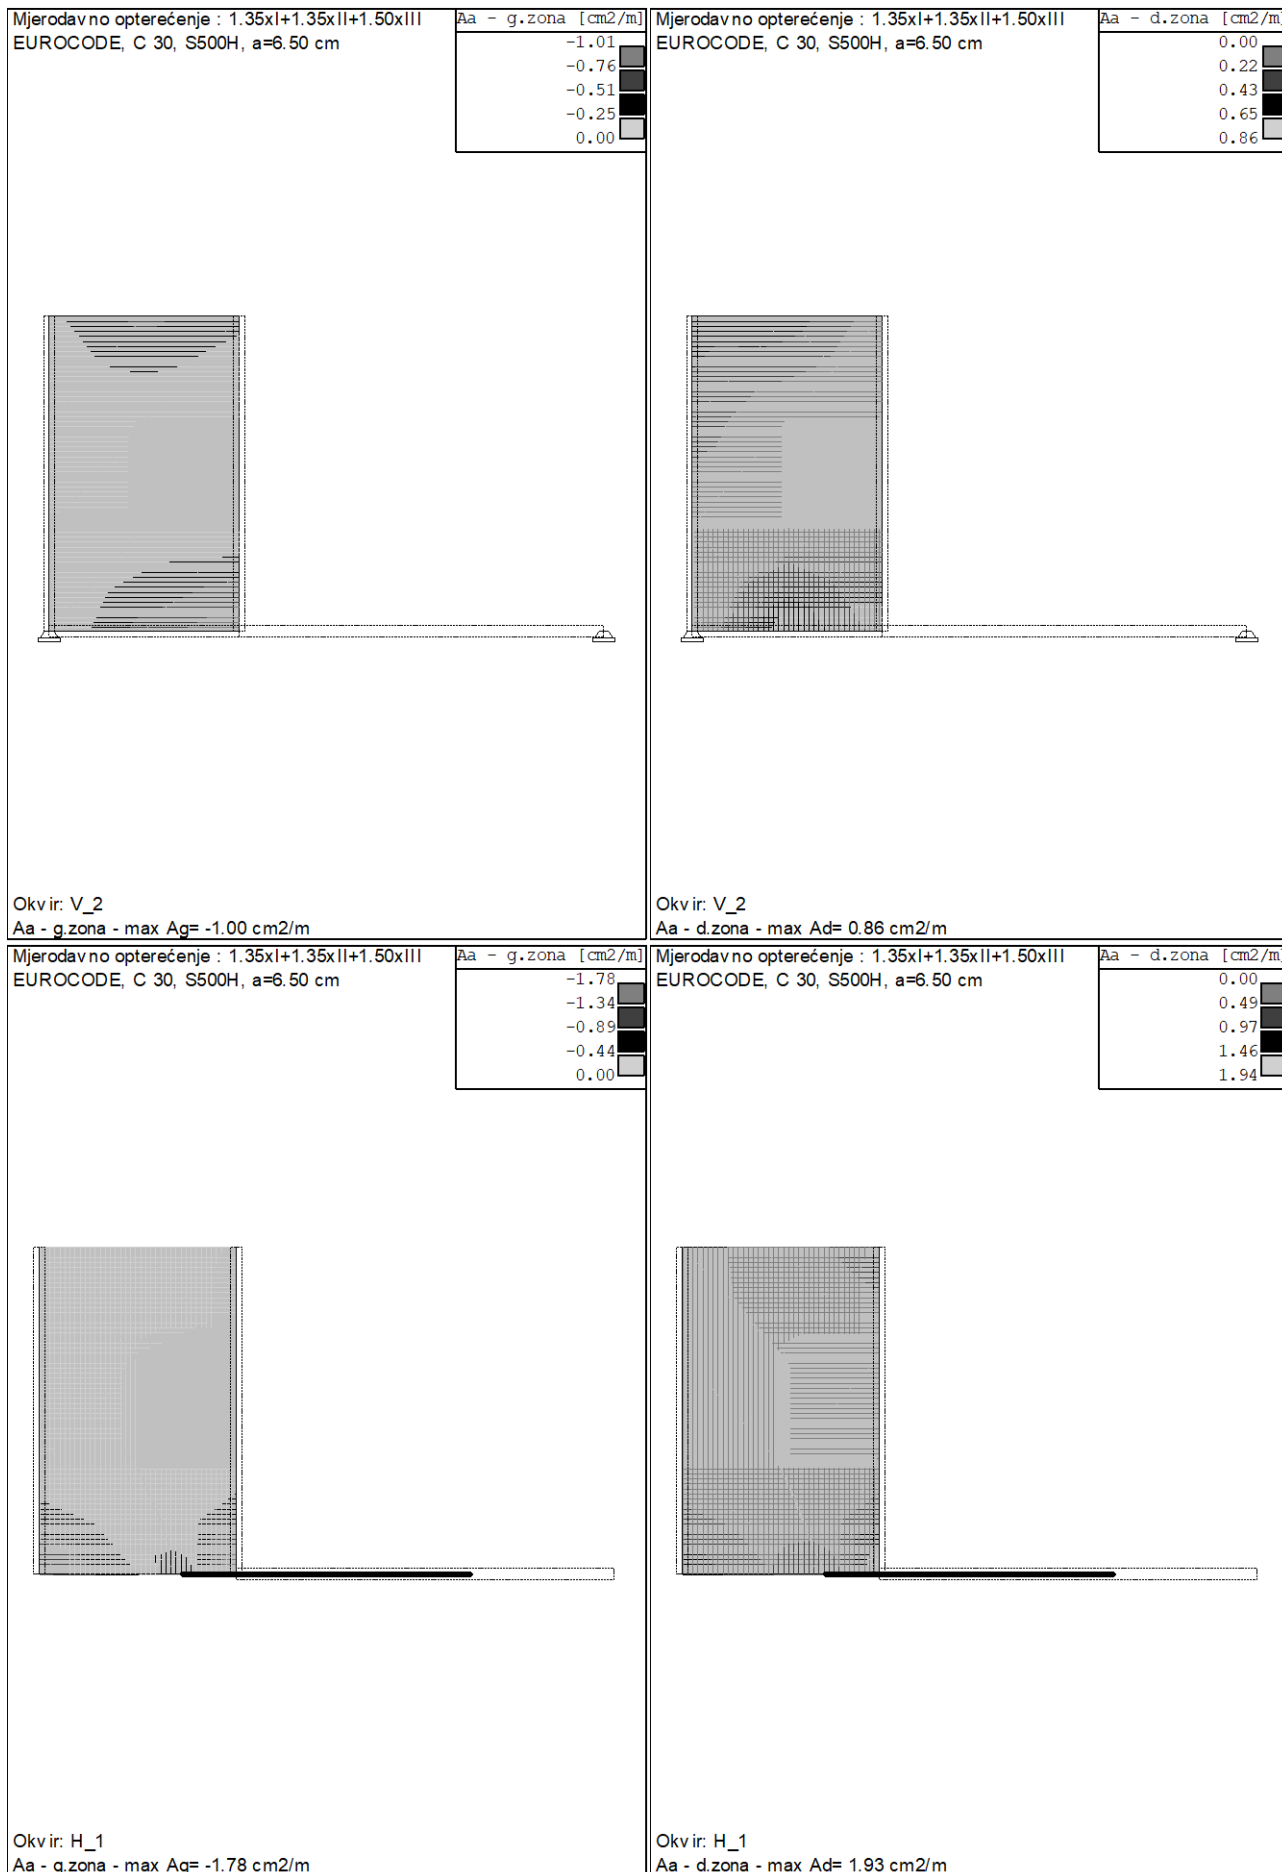 Mjerodavno opterećenje : 1.35xI+1.35xII+1.50xIII
EUROCODE, C 30, S500H, a=6.50 cm
Aa - g.zona [cm2/m]
-1.01
-0.76
-0.51
-0.25
0.00
Okvir: V_2
Aa - g.zona - max Ag= -1.00 cm2/m
Mjerodavno opterećenje : 1.35xI+1.35xII+1.50xIII
EUROCODE, C 30, S500H, a=6.50 cm
Aa - d.zona [cm2/m]
0.00
0.22
0.43
0.65
0.86
Okvir: V_2
Aa - d.zona - max Ad= 0.86 cm2/m
Mjerodavno opterećenje : 1.35xI+1.35xII+1.50xIII
EUROCODE, C 30, S500H, a=6.50 cm
Aa - g.zona [cm2/m]
-1.78
-1.34
-0.89
-0.44
0.00
Okvir: H_1
Aa - g.zona - max Ag= -1.78 cm2/m
Mjerodavno opterećenje : 1.35xI+1.35xII+1.50xIII
EUROCODE, C 30, S500H, a=6.50 cm
Aa - d.zona [cm2/m]
0.00
0.49
0.97
1.46
1.94
Okvir: H_1
Aa - d.zona - max Ad= 1.93 cm2/m